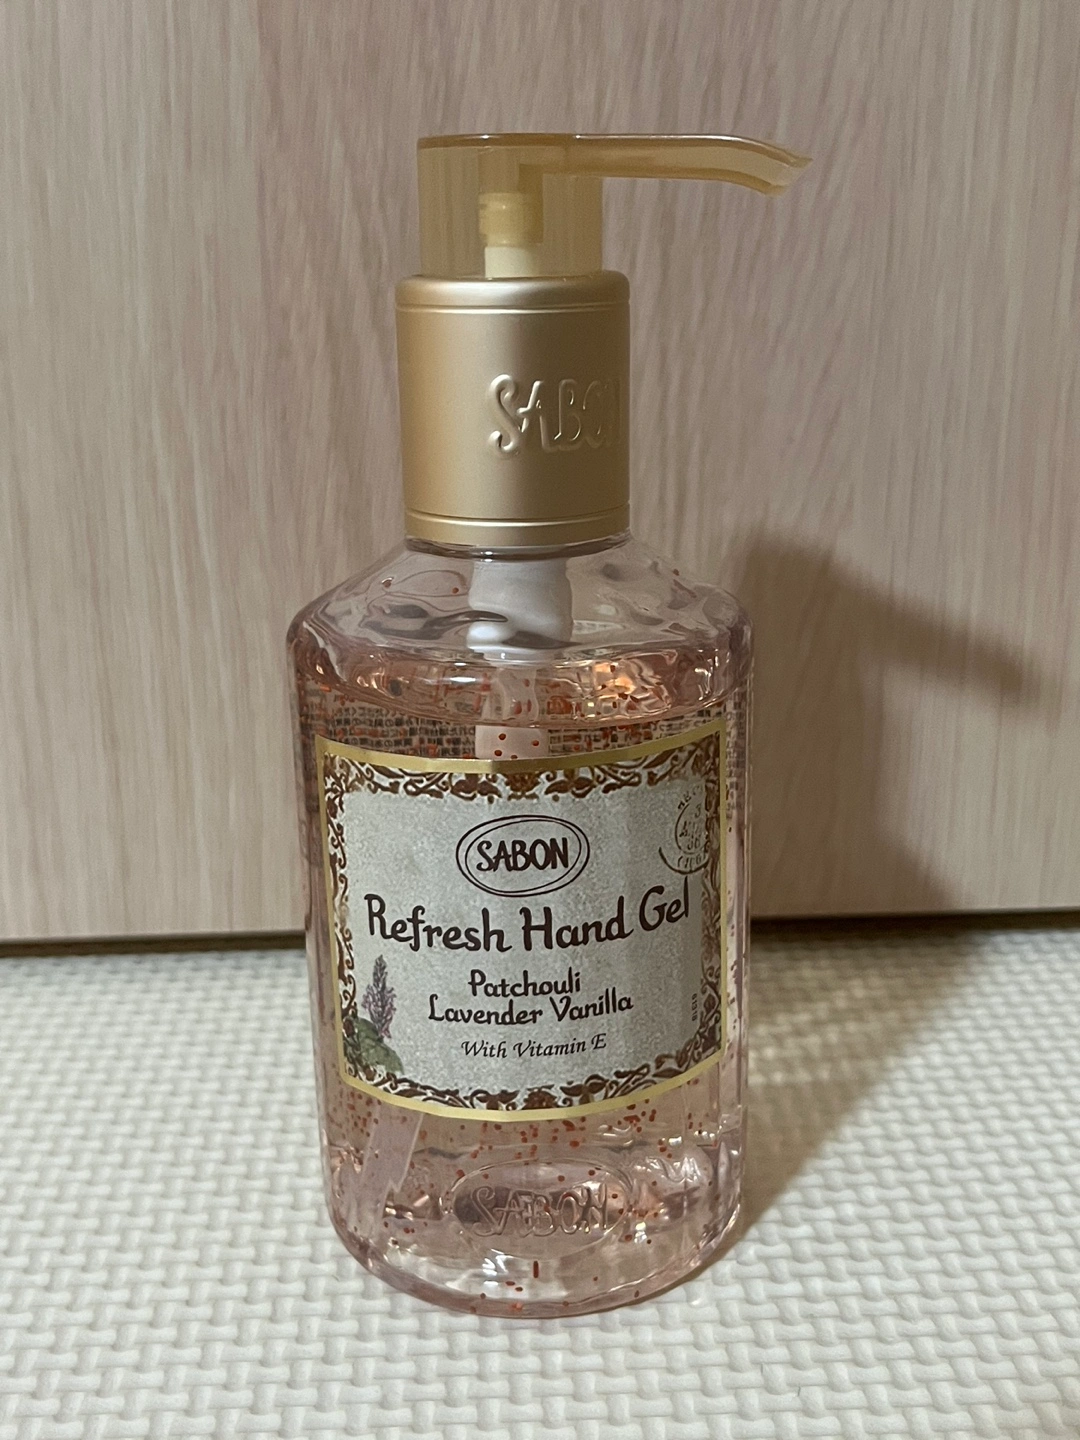 SABON
SABON
Refresh Hand Gel
Patchouli
Lavender Vanilla
With Vitamin E
SABON